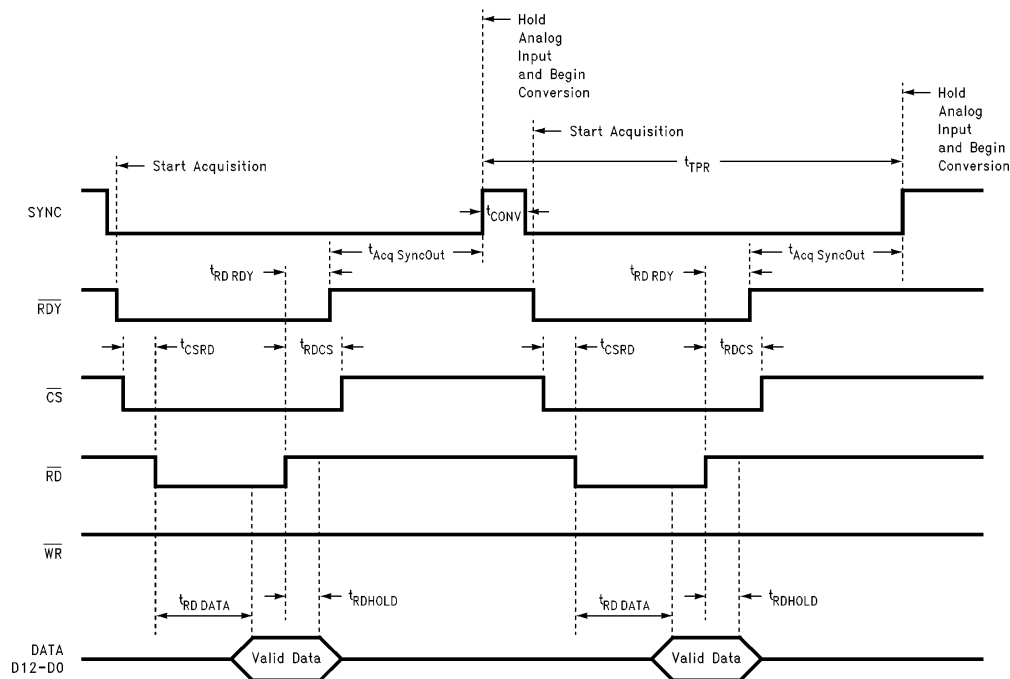 Hold
Analog
Input
and Begin
Conversion
Hold
Analog
Input
and Begin
Conversion
Start Acquisition
Start Acquisition
tTPR
SYNC
tCONV
tAcq SyncOut
tAcq SyncOut
tRD RDY
tRD RDY
RDY
tCSRD
tRDCS
tCSRD
tRDCS
CS
RD
WR
tRD DATA
tRDHOLD
tRD DATA
tRDHOLD
DATA
D12-D0
Valid Data
Valid Data